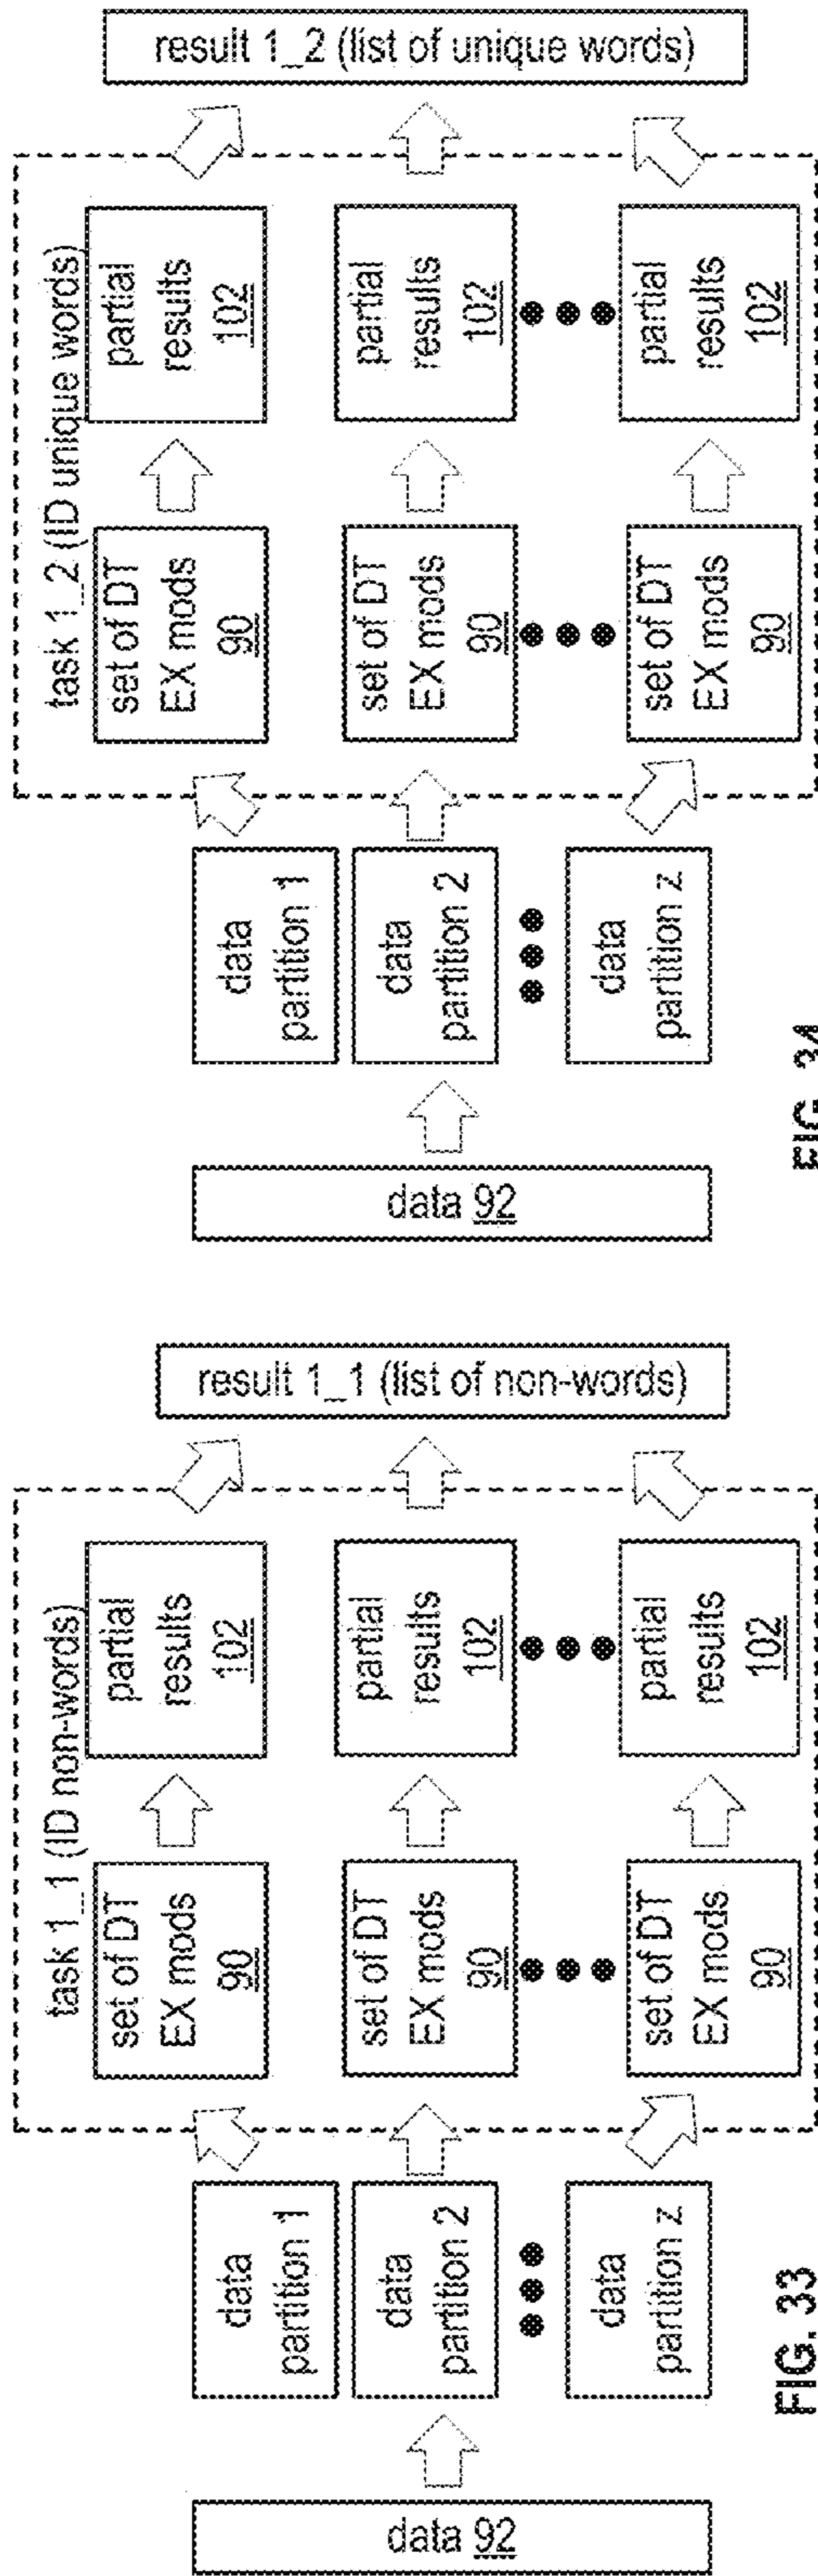 data 92
data
partition 1
data
partition 2
data
partition z
task 1_1 (ID non-words)
set of DT
EX mods
90
set of DT
EX mods
90
set of DT
EX mods
90
partial
results
102
partial
results
102
partial
results
102
result 1_1 (list of non-words)
FIG. 33
data 92
data
partition 1
data
partition 2
data
partition z
task 1_2 (ID unique words)
set of DT
EX mods
90
set of DT
EX mods
90
set of DT
EX mods
90
partial
results
102
partial
results
102
partial
results
102
result 1_2 (list of unique words)
FIG. 34